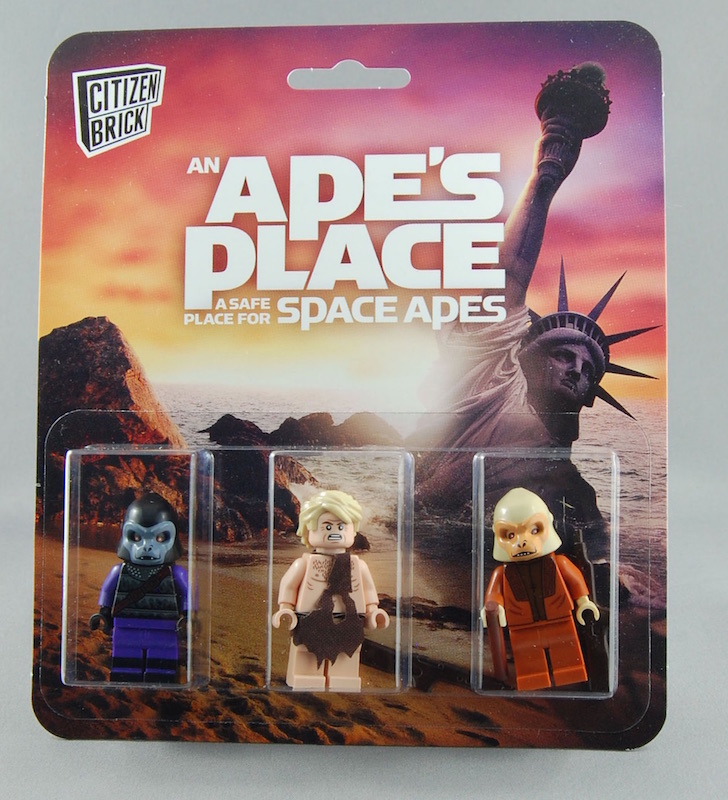 CITIZEN
BRICK
AN APE'S
PLACE
A SAFE
PLACE FOR SPACE APES